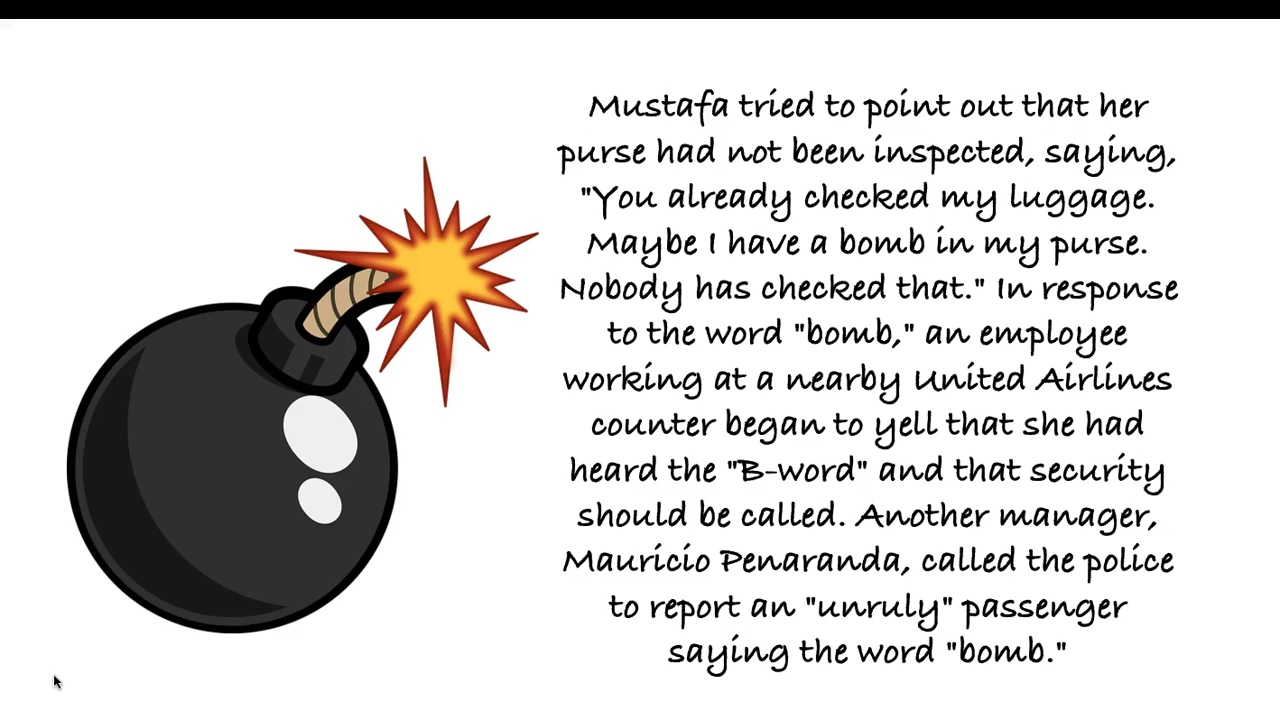 Mustafa tried to point out that her
purse had not been inspected, saying,
"You already checked my luggage.
Maybe I have a bomb in my purse.
Nobody has checked that." In response
to the word "bomb," an employee
working at a nearby United Airlines
counter began to yell that she had
heard the "B-word" and that security
should be called. Another manager,
Mauricio Penaranda, called the police
to report an "unruly" passenger
saying the word "bomb."